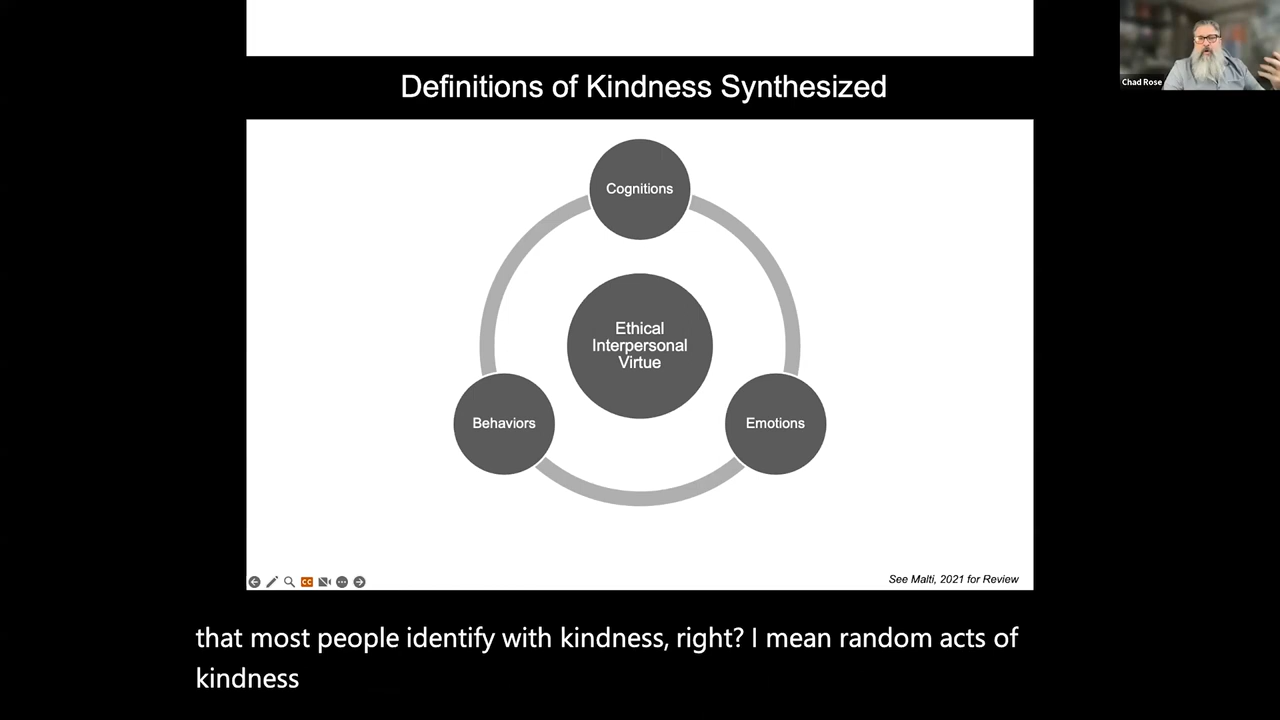 Definitions of Kindness Synthesized
Chad Rose
Cognitions
Ethical
Interpersonal
Virtue
Behaviors
Emotions
CC
See Malti, 2021 for Review
that most people identify with kindness, right? I mean random acts of
kindness